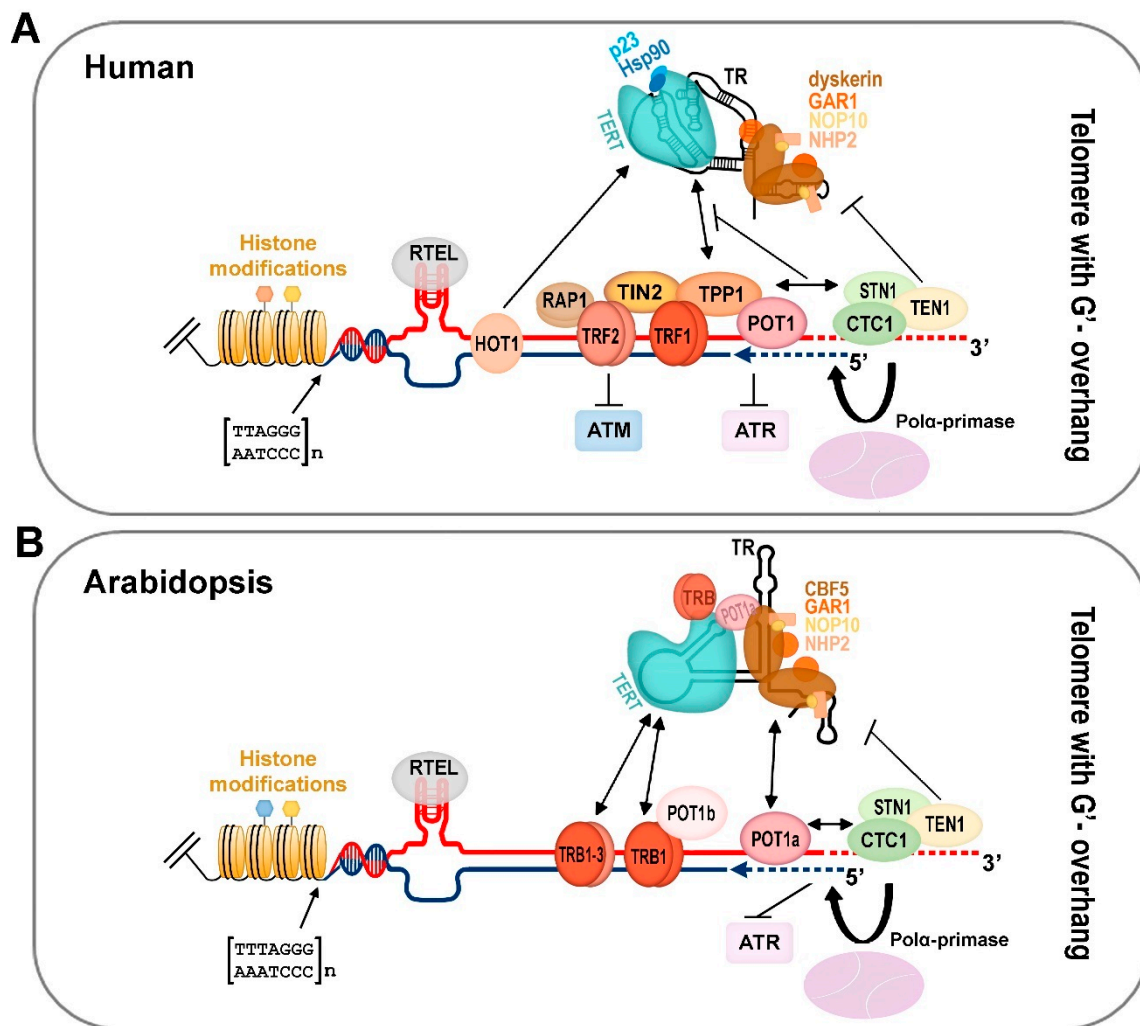 A
Human
p23
Hsp90
TR
TERT
dyskerin
GAR1
NOP10
NHP2
Histone
modifications
RTEL
HOT1
RAP1
TIN2
TPP1
TRF2
TRF1
POT1
STN1
TEN1
CTC1
5'
3'
ATM
ATR
Polα-primase
TTAGGG
AATCCC
n
Telomere with G'- overhang
B
Arabidopsis
TR
TRB
POT1a
TERT
CBF5
GAR1
NOP10
NHP2
Histone
modifications
RTEL
TRB1-3
TRB1
POT1b
POT1a
STN1
TEN1
CTC1
5'
3'
ATR
Polα-primase
TTTAGGG
AAATCCC
n
Telomere with G'- overhang